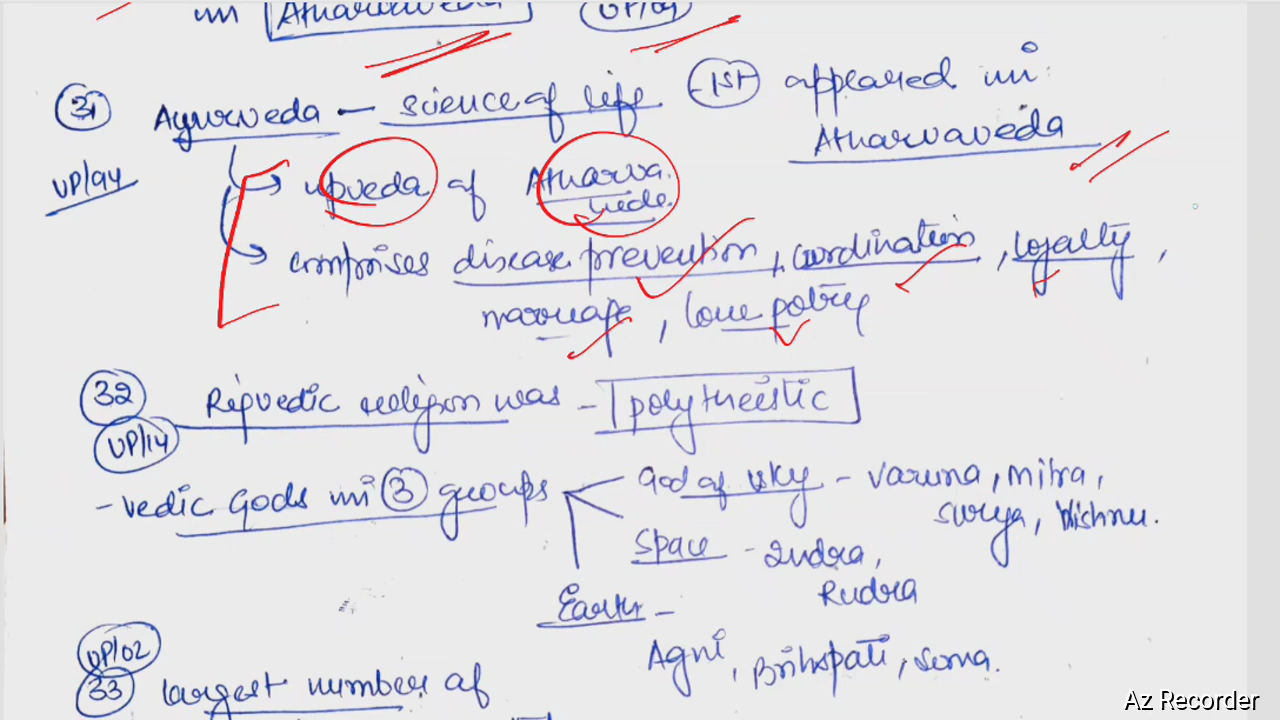 in Atharvaveda UP/04
31 Ayurveda - science of life 1st appeared in
Atharvaveda
UP/94 → upveda of Atharva
veda.
→ comprises disease prevention, coordination, loyalty,
marriage, love potry
32 Rigvedic religion was - polytheistic
UP/14
- vedic Gods in 3 groups God of sky - Varuna, mitra,
surya, Vishnu.
Space - Indra,
Rudra
Earth -
Agni, Brihspati, soma.
UP/02
33 largest number of
Az Recorder